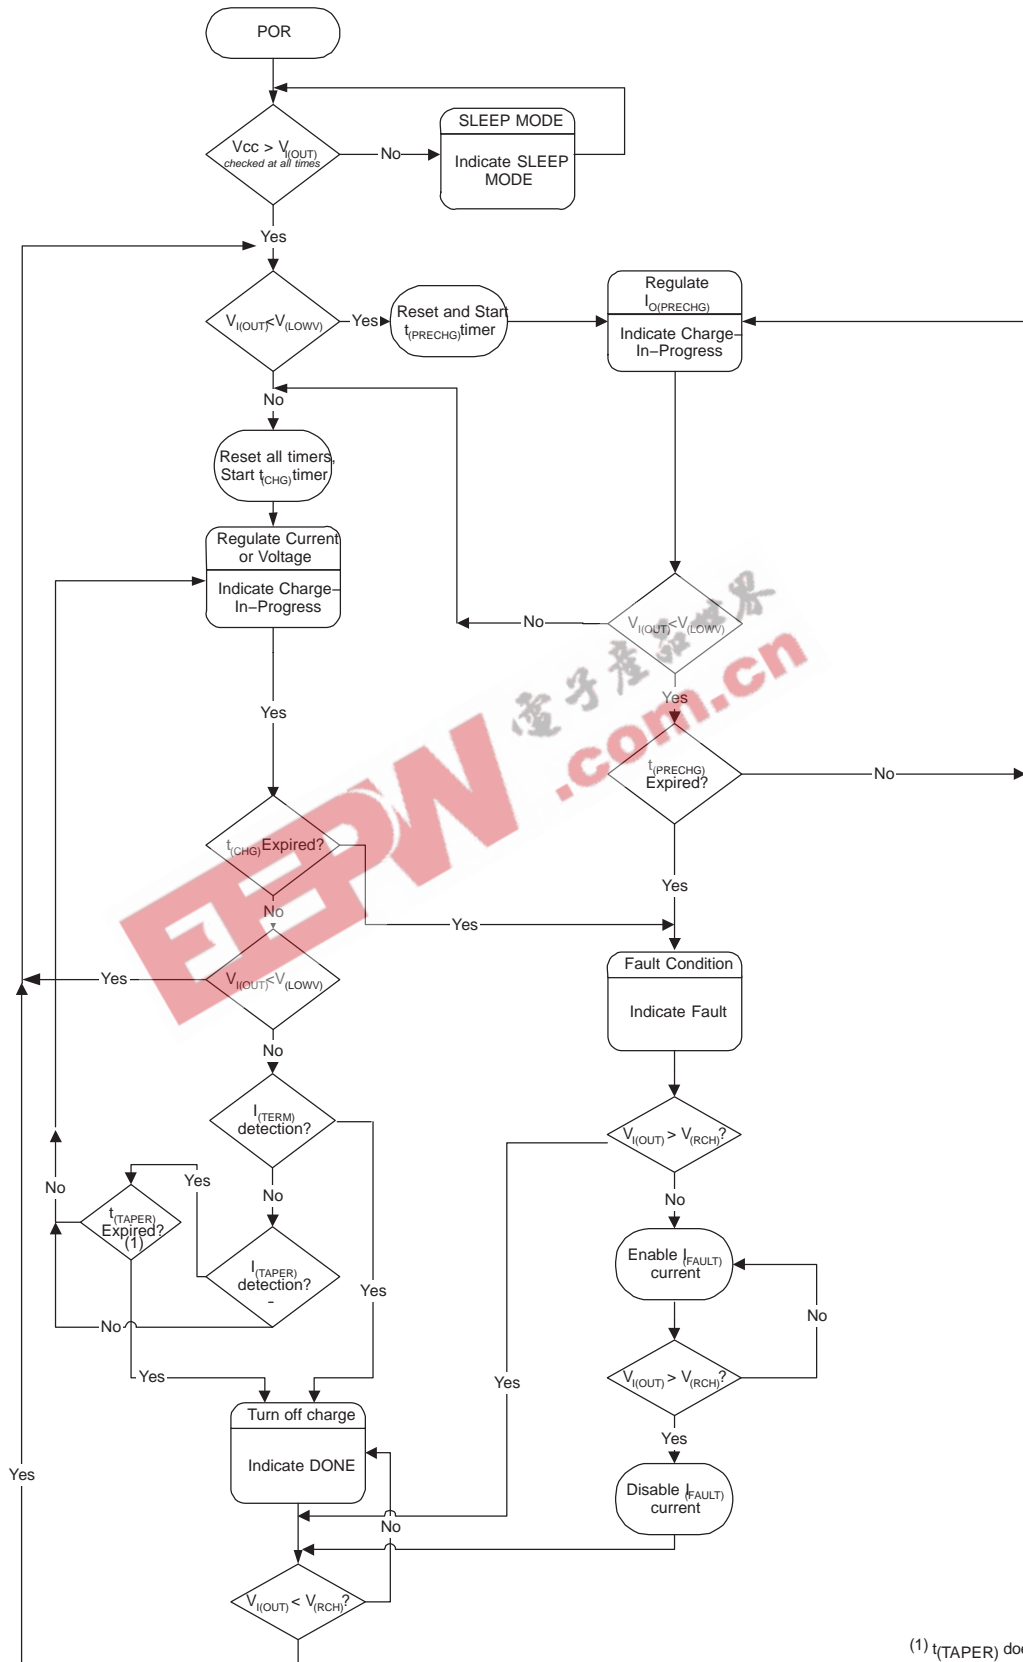 POR
SLEEP MODE
Vcc > VI(OUT)
checked at all times
No
Indicate SLEEP
MODE
Yes
Regulate
IO(PRECHG)
VI(OUT)<V(LOWV)
Yes
Reset and Start
t(PRECHG) timer
Indicate Charge–
In–Progress
No
Reset all timers,
Start t(CHG) timer
Regulate Current
or Voltage
Indicate Charge–
In–Progress
No
VI(OUT)<V(LOWV)
Yes
Yes
電子產品世界
.com.cn
EEPW
t(PRECHG)
Expired?
No
t(CHG) Expired?
Yes
No
Yes
Yes
VI(OUT)<V(LOWV)
Fault Condition
Indicate Fault
No
I(TERM)
detection?
VI(OUT) > V(RCH)?
No
Yes
No
No
t(TAPER)
Expired?
(1)
I(TAPER)
detection?
-
Yes
Enable I(FAULT)
current
No
No
Yes
Yes
VI(OUT) > V(RCH)?
Turn off charge
Yes
Indicate DONE
Yes
Disable I(FAULT)
current
No
VI(OUT) < V(RCH)?
(1) t(TAPER) doe